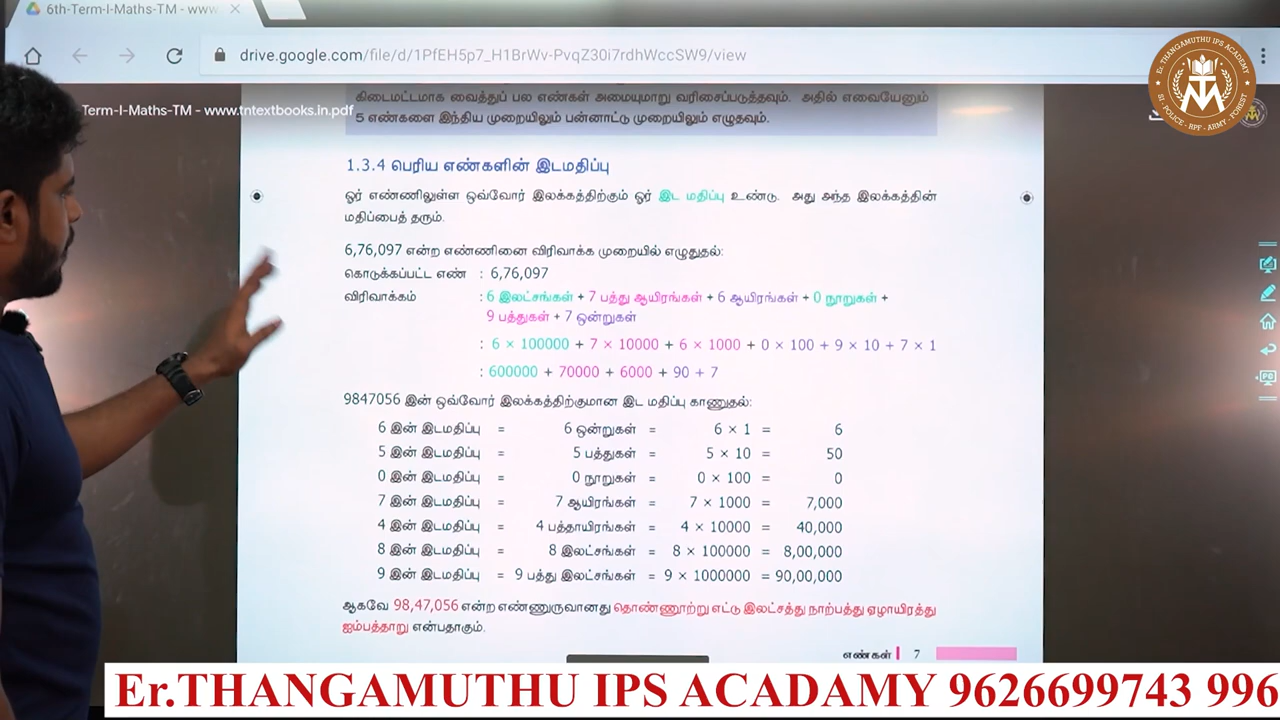 6th-Term-I-Maths-TM - www
drive.google.com/file/d/1PfEH5p7_H1BrWv-PvqZ30i7rdhWccSW9/view
Er. THANGAMUTHU IPS ACADEMY
SI - POLICE - RPF - ARMY - FOREST
கிடைமட்டமாக வைத்துப் பல எண்கள் அமையுமாறு வரிசைப்படுத்தவும். அதில் எவையேனும்
Term-I-Maths-TM - www.tntextbooks.in.pdf
5 எண்களை இந்திய முறையிலும் பன்னாட்டு முறையிலும் எழுதவும்.
1.3.4 பெரிய எண்களின் இடமதிப்பு
ஓர் எண்ணிலுள்ள ஒவ்வோர் இலக்கத்திற்கும் ஓர் இட மதிப்பு உண்டு. அது அந்த இலக்கத்தின்
மதிப்பைத் தரும்.
6,76,097 என்ற எண்ணினை விரிவாக்க முறையில் எழுதுதல்:
கொடுக்கப்பட்ட எண் : 6,76,097
விரிவாக்கம் : 6 இலட்சங்கள் + 7 பத்து ஆயிரங்கள் + 6 ஆயிரங்கள் + 0 நூறுகள் +
9 பத்துகள் + 7 ஒன்றுகள்
: 6 × 100000 + 7 × 10000 + 6 × 1000 + 0 × 100 + 9 × 10 + 7 × 1
: 600000 + 70000 + 6000 + 90 + 7
9847056 இன் ஒவ்வோர் இலக்கத்திற்குமான இட மதிப்பு காணுதல்:
6 இன் இடமதிப்பு = 6 ஒன்றுகள் = 6 × 1 = 6
5 இன் இடமதிப்பு = 5 பத்துகள் = 5 × 10 = 50
0 இன் இடமதிப்பு = 0 நூறுகள் = 0 × 100 = 0
7 இன் இடமதிப்பு = 7 ஆயிரங்கள் = 7 × 1000 = 7,000
4 இன் இடமதிப்பு = 4 பத்தாயிரங்கள் = 4 × 10000 = 40,000
8 இன் இடமதிப்பு = 8 இலட்சங்கள் = 8 × 100000 = 8,00,000
9 இன் இடமதிப்பு = 9 பத்து இலட்சங்கள் = 9 × 1000000 = 90,00,000
ஆகவே 98,47,056 என்ற எண்ணுருவானது தொண்ணூற்று எட்டு இலட்சத்து நாற்பத்து ஏழாயிரத்து
ஐம்பத்தாறு என்பதாகும்.
எண்கள் 7
Er.THANGAMUTHU IPS ACADAMY 9626699743 996